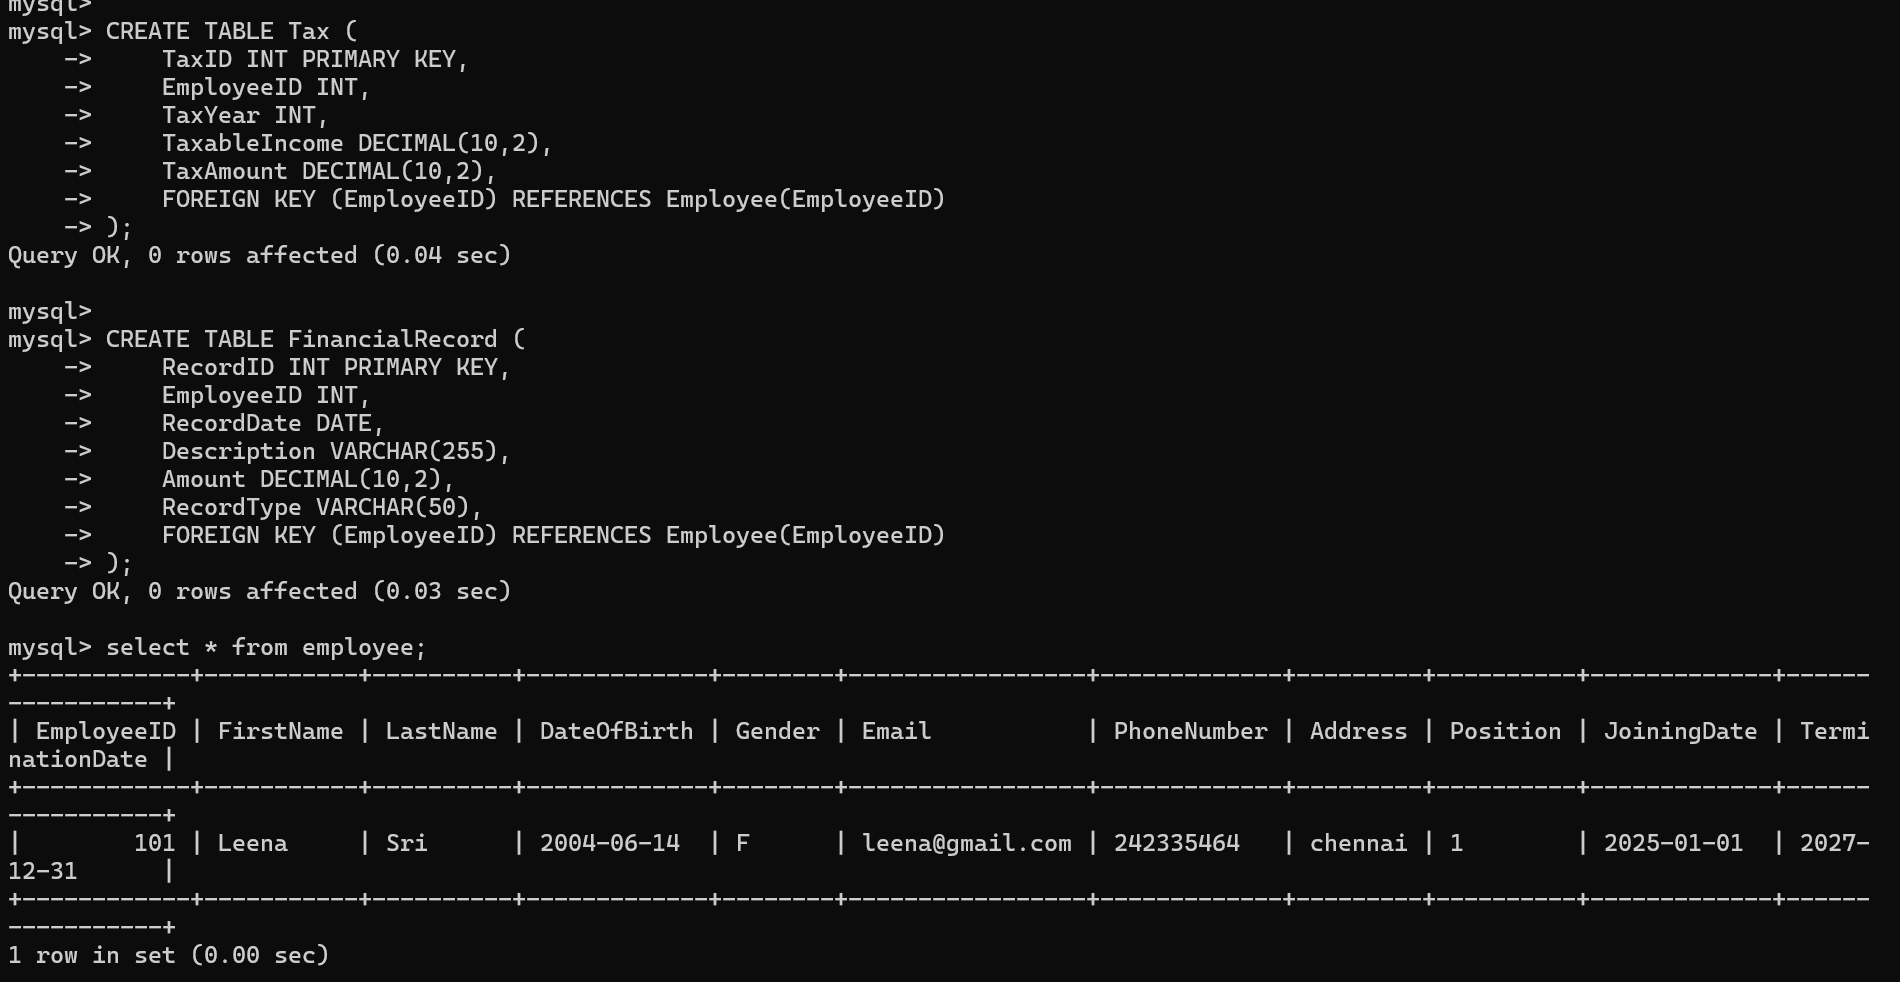 mysql>
mysql> CREATE TABLE Tax (
    ->     TaxID INT PRIMARY KEY,
    ->     EmployeeID INT,
    ->     TaxYear INT,
    ->     TaxableIncome DECIMAL(10,2),
    ->     TaxAmount DECIMAL(10,2),
    ->     FOREIGN KEY (EmployeeID) REFERENCES Employee(EmployeeID)
    -> );
Query OK, 0 rows affected (0.04 sec)

mysql>
mysql> CREATE TABLE FinancialRecord (
    ->     RecordID INT PRIMARY KEY,
    ->     EmployeeID INT,
    ->     RecordDate DATE,
    ->     Description VARCHAR(255),
    ->     Amount DECIMAL(10,2),
    ->     RecordType VARCHAR(50),
    ->     FOREIGN KEY (EmployeeID) REFERENCES Employee(EmployeeID)
    -> );
Query OK, 0 rows affected (0.03 sec)

mysql> select * from employee;
+------------+-----------+----------+-------------+--------+-----------------+-------------+---------+----------+-------------+------
-----------+
| EmployeeID | FirstName | LastName | DateOfBirth | Gender | Email           | PhoneNumber | Address | Position | JoiningDate | Termi
nationDate |
+------------+-----------+----------+-------------+--------+-----------------+-------------+---------+----------+-------------+------
-----------+
|        101 | Leena     | Sri      | 2004-06-14  | F      | leena@gmail.com | 242335464   | chennai | 1        | 2025-01-01  | 2027-
12-31      |
+------------+-----------+----------+-------------+--------+-----------------+-------------+---------+----------+-------------+------
-----------+
1 row in set (0.00 sec)